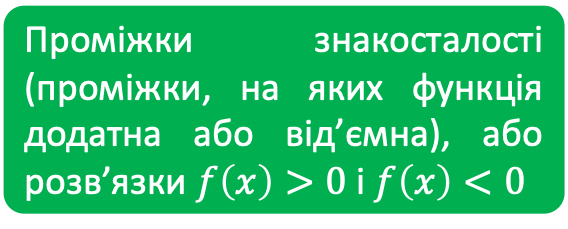 Проміжки знакосталості
(проміжки, на яких функція
додатна або від’ємна), або
розв’язки f(x) > 0 і f(x) < 0